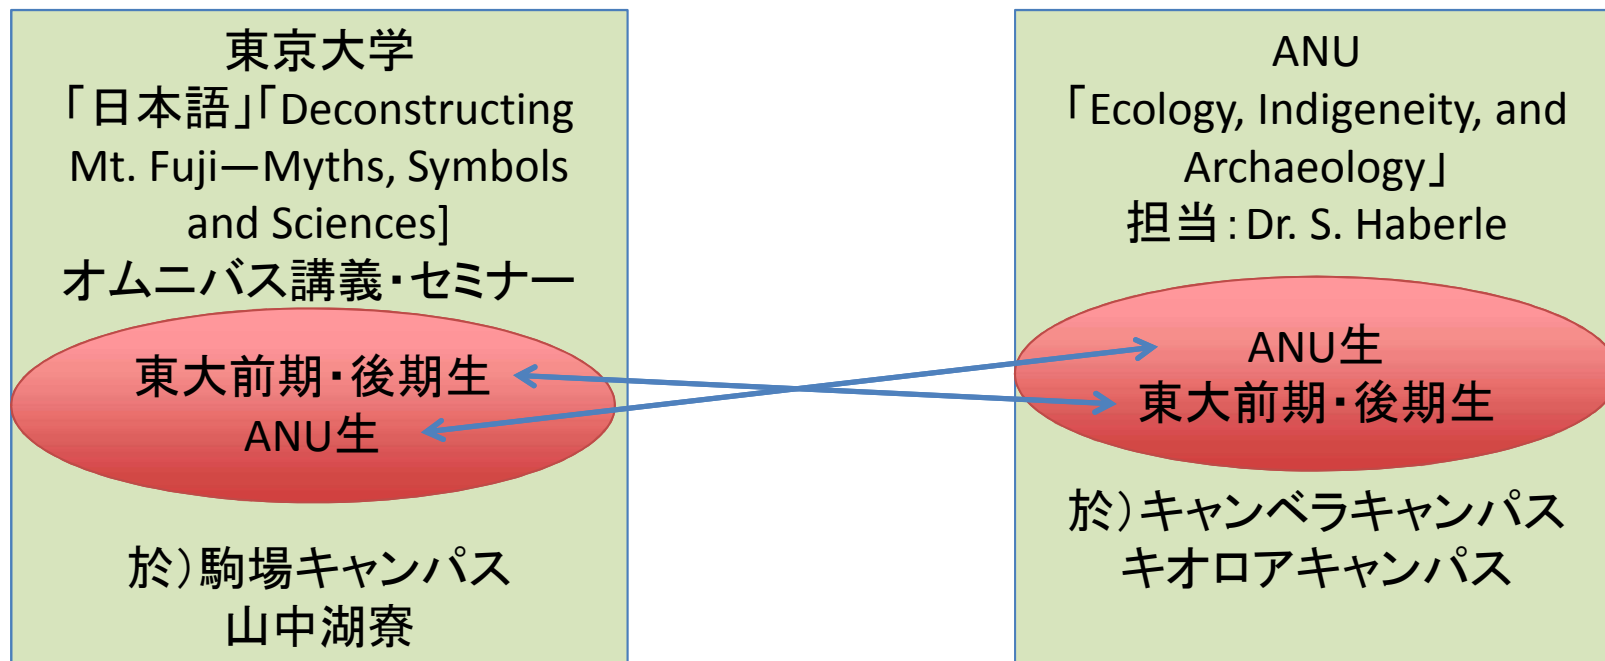 東京大学
「日本語」「Deconstructing
Mt. Fuji—Myths, Symbols
and Sciences]
オムニバス講義・セミナー
東大前期・後期生
ANU生
於）駒場キャンパス
山中湖寮
ANU
「Ecology, Indigeneity, and
Archaeology」
担当：Dr. S. Haberle
ANU生
東大前期・後期生
於）キャンベラキャンパス
キオロアキャンパス